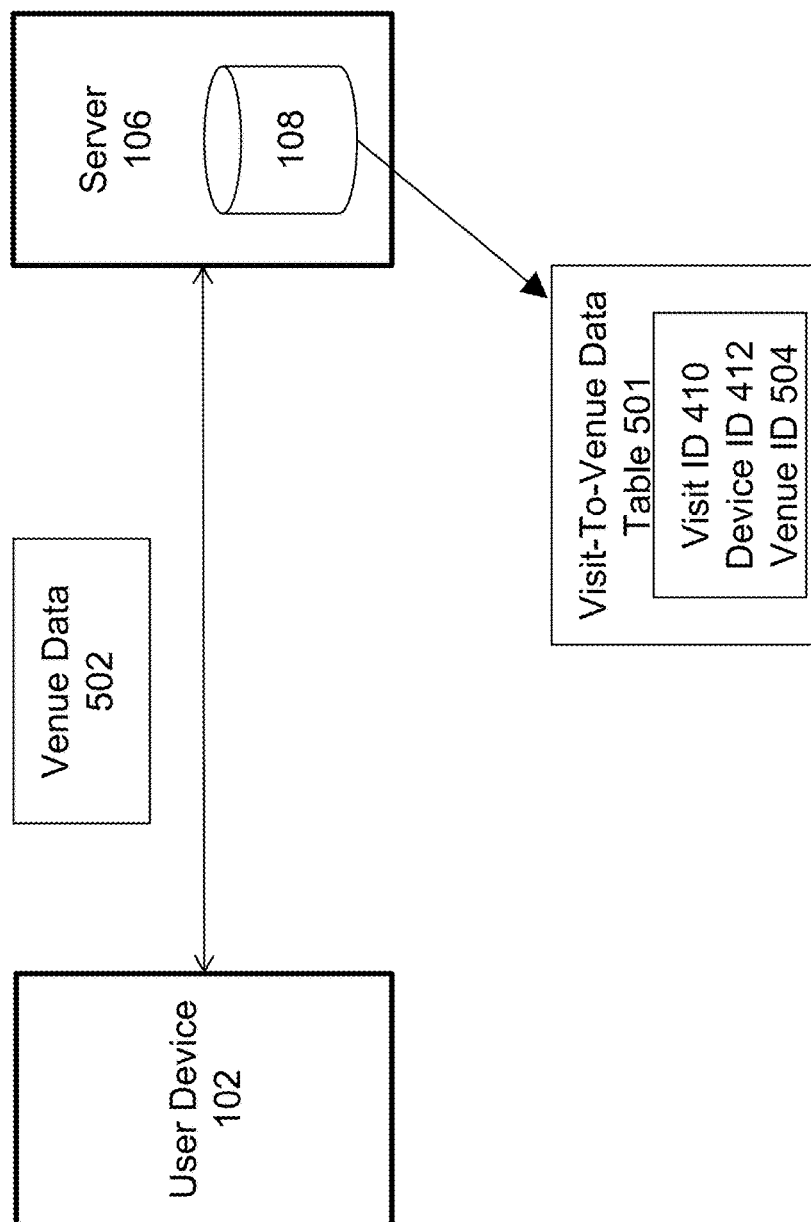 User Device
102
Venue Data
502
Server
106
108
Visit-To-Venue Data
Table 501
Visit ID 410
Device ID 412
Venue ID 504